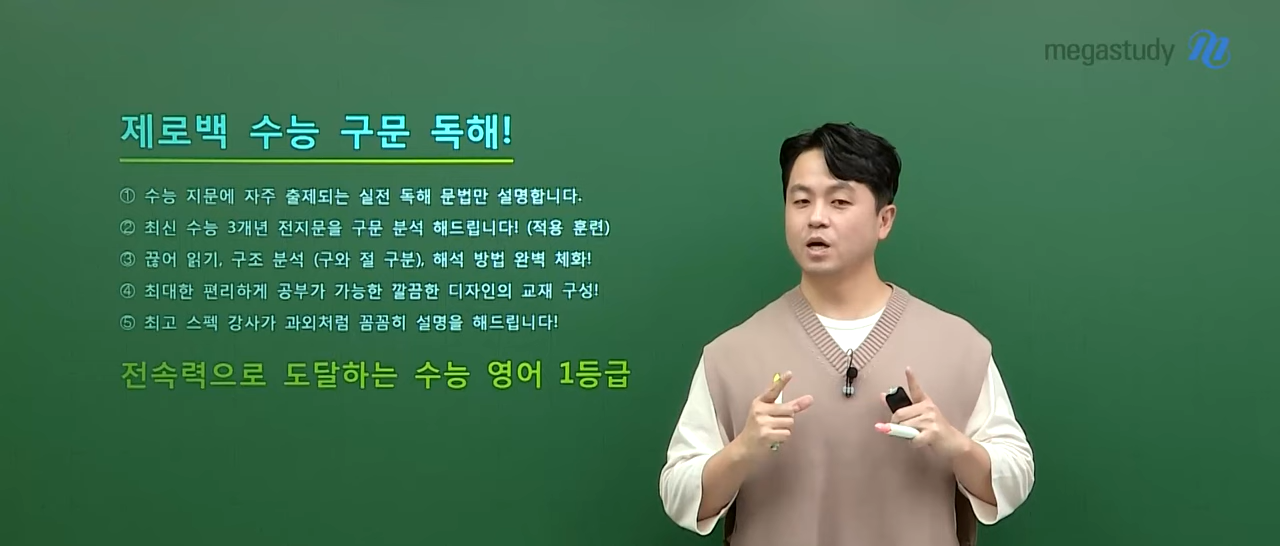 megastudy
제로백 수능 구문 독해!
① 수능 지문에 자주 출제되는 실전 독해 문법만 설명합니다.
② 최신 수능 3개년 전지문을 구문 분석 해드립니다! (적용 훈련)
③ 끊어 읽기, 구조 분석 (구와 절 구분), 해석 방법 완벽 체화!
④ 최대한 편리하게 공부가 가능한 깔끔한 디자인의 교재 구성!
⑤ 최고 스펙 강사가 과외처럼 꼼꼼히 설명을 해드립니다!
전속력으로 도달하는 수능 영어 1등급